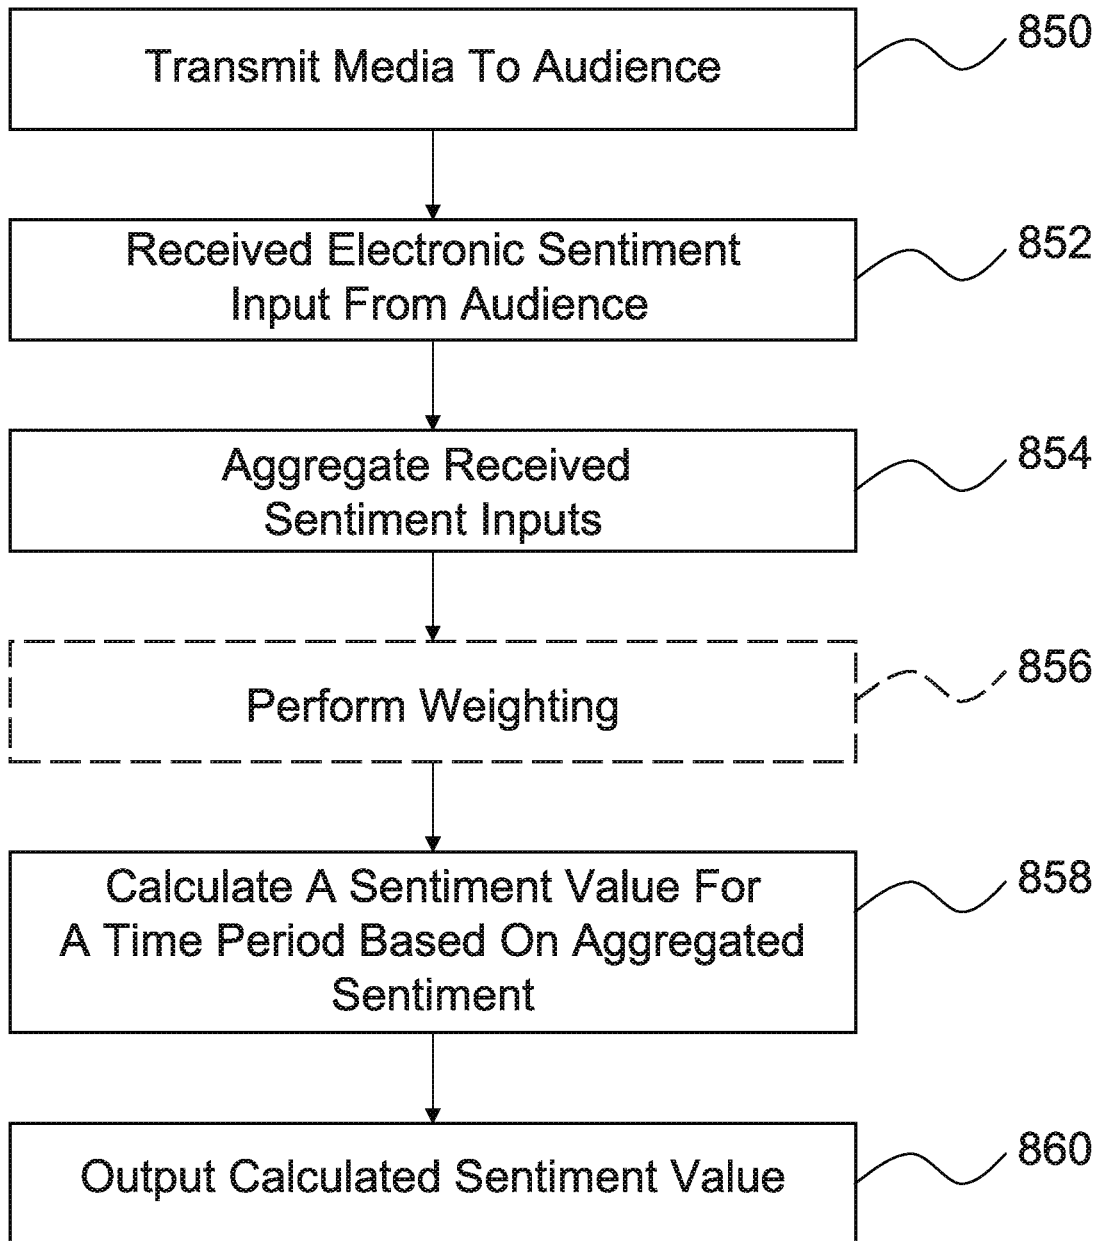 Transmit Media To Audience
850
Received Electronic Sentiment
Input From Audience
852
Aggregate Received
Sentiment Inputs
854
Perform Weighting
856
Calculate A Sentiment Value For
A Time Period Based On Aggregated
Sentiment
858
Output Calculated Sentiment Value
860